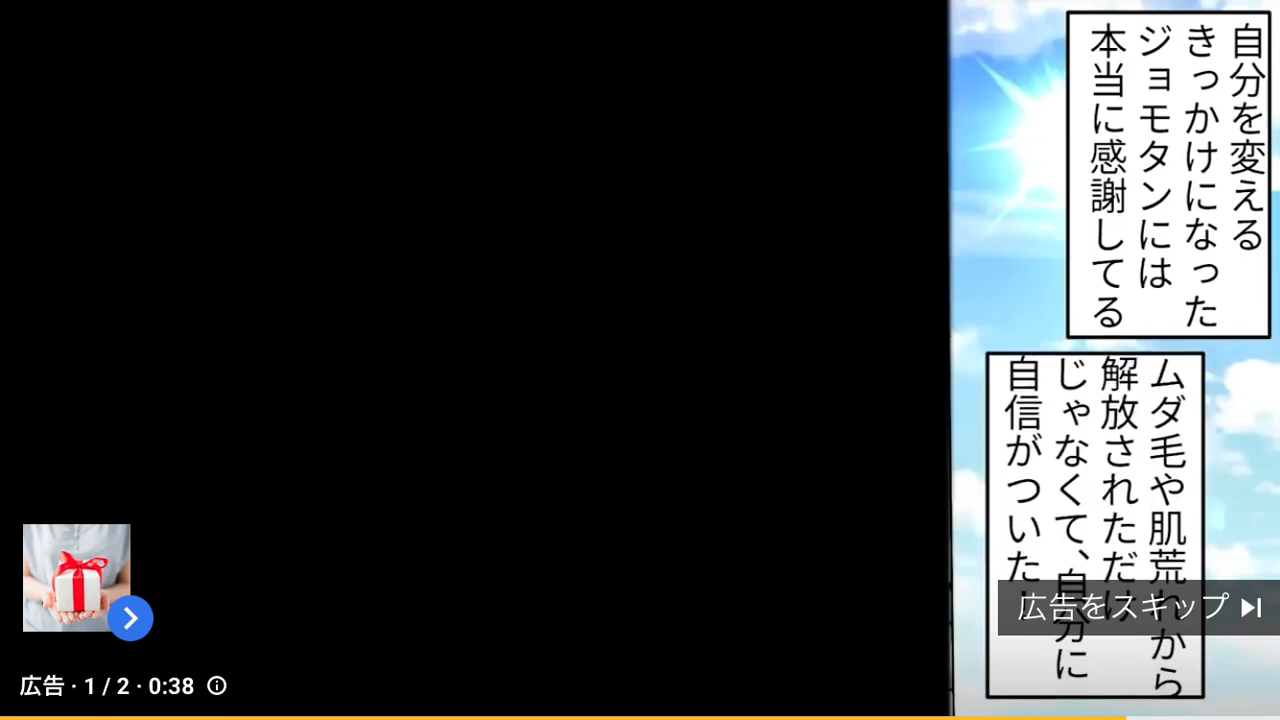 自分を変える
きっかけになった
ジョモタンには
本当に感謝してる
ムダ毛や肌荒れから
解放されただけ
じゃなくて、自分に
自信がついた
広告をスキップ
広告 · 1 / 2 · 0:38